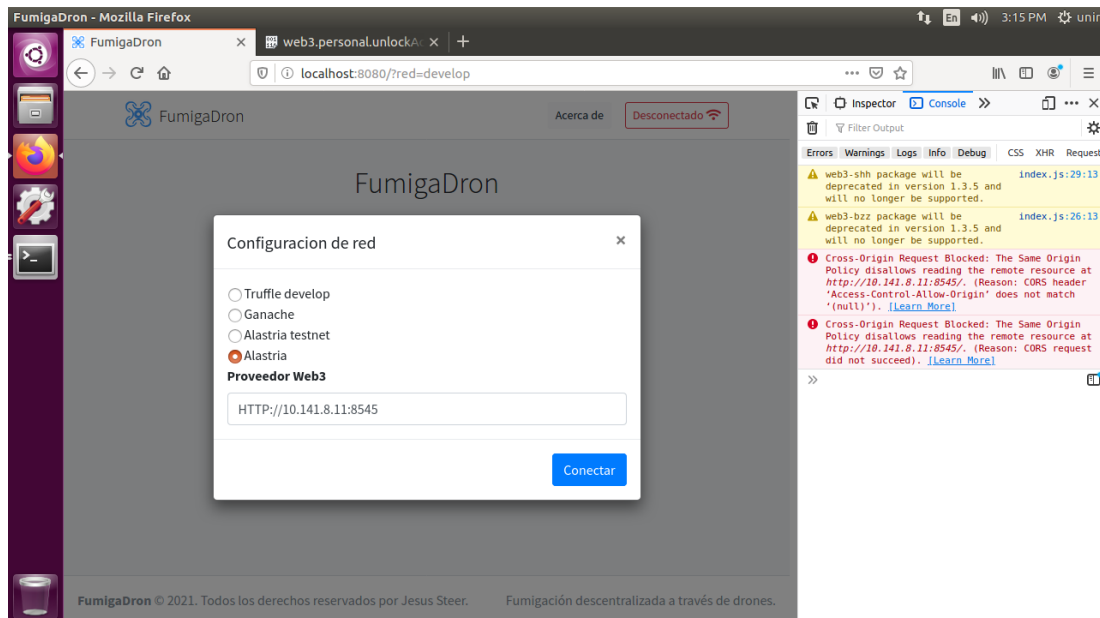 FumigaDron - Mozilla Firefox
En
3:15 PM
unir
FumigaDron
web3.personal.unlockAc
localhost:8080/?red=develop
FumigaDron
Acerca de
Desconectado
FumigaDron
Configuracion de red
Truffle develop
Ganache
Alastria testnet
Alastria
Proveedor Web3
HTTP://10.141.8.11:8545
Conectar
FumigaDron © 2021. Todos los derechos reservados por Jesus Steer.
Fumigación descentralizada a través de drones.
Inspector
Console
Filter Output
Errors Warnings Logs Info Debug CSS XHR Request
web3-shh package will be index.js:29:13
deprecated in version 1.3.5 and
will no longer be supported.
web3-bzz package will be index.js:26:13
deprecated in version 1.3.5 and
will no longer be supported.
Cross-Origin Request Blocked: The Same Origin
Policy disallows reading the remote resource at
http://10.141.8.11:8545/. (Reason: CORS header
‘Access-Control-Allow-Origin’ does not match
‘(null)’). [Learn More]
Cross-Origin Request Blocked: The Same Origin
Policy disallows reading the remote resource at
http://10.141.8.11:8545/. (Reason: CORS request
did not succeed). [Learn More]